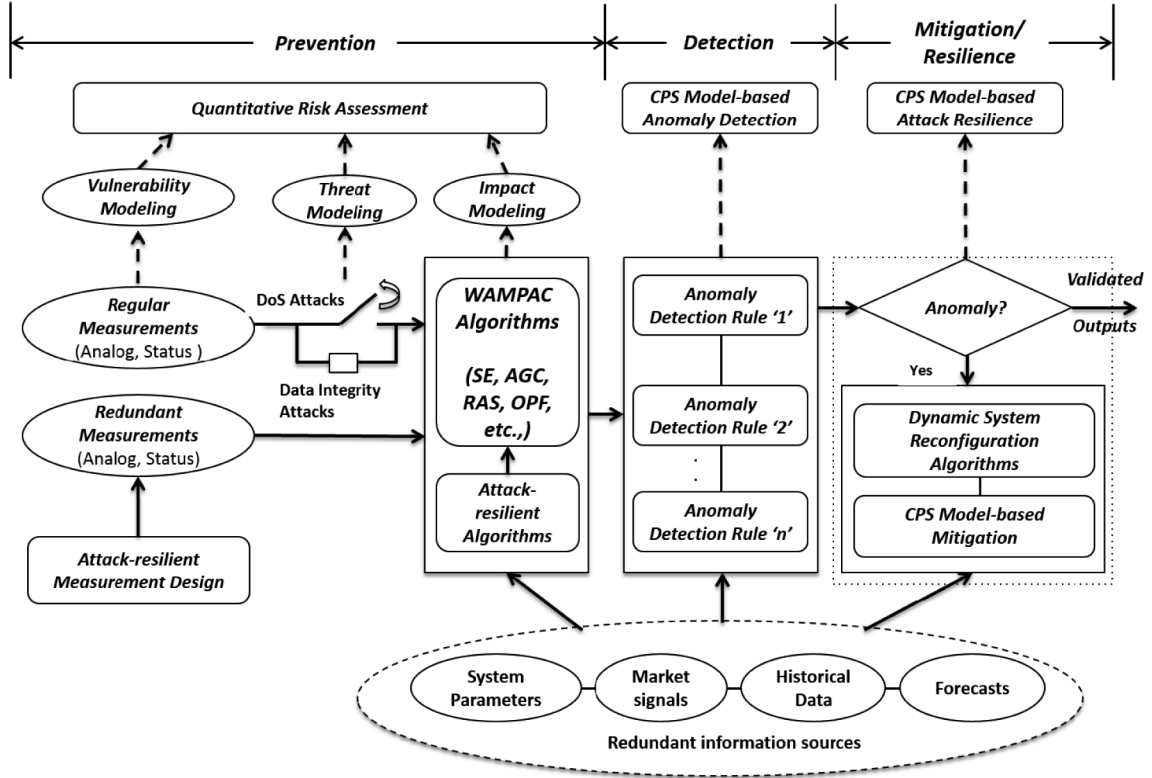 Prevention
Detection
Mitigation/
Resilience
Quantitative Risk Assessment
CPS Model-based
Anomaly Detection
CPS Model-based
Attack Resilience
Vulnerability
Modeling
Threat
Modeling
Impact
Modeling
Regular
Measurements
(Analog, Status )
DoS Attacks
Data Integrity
Attacks
Redundant
Measurements
(Analog, Status)
Attack-resilient
Measurement Design
WAMPAC
Algorithms
(SE, AGC,
RAS, OPF,
etc.,)
Attack-
resilient
Algorithms
Anomaly
Detection Rule ‘1’
Anomaly
Detection Rule ‘2’
.
.
Anomaly
Detection Rule ‘n’
Anomaly?
Validated
Outputs
Yes
Dynamic System
Reconfiguration
Algorithms
CPS Model-based
Mitigation
System
Parameters
Market
signals
Historical
Data
Forecasts
Redundant information sources